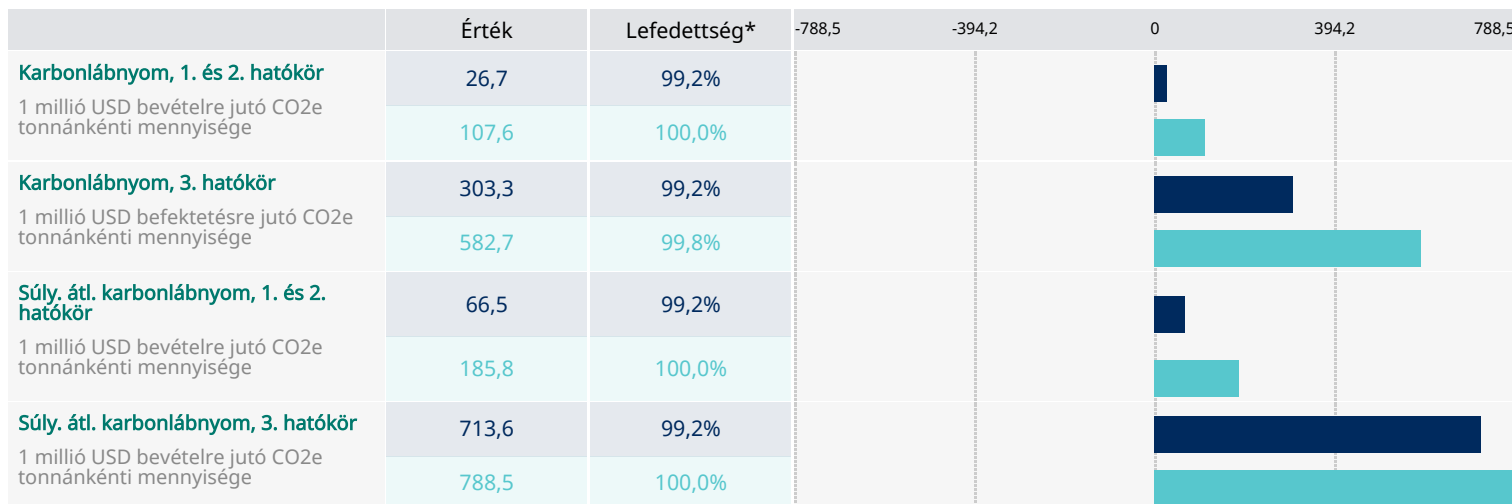 Érték Lefedettség* -788,5 -394,2 0 394,2 788,5
Karbonlábnyom, 1. és 2. hatókör 26,7 99,2%
1 millió USD bevételre jutó CO2e
tonnánkénti mennyisége 107,6 100,0%
Karbonlábnyom, 3. hatókör 303,3 99,2%
1 millió USD befektetésre jutó CO2e
tonnánkénti mennyisége 582,7 99,8%
Súly. átl. karbonlábnyom, 1. és 2.
hatókör 66,5 99,2%
1 millió USD bevételre jutó CO2e
tonnánkénti mennyisége 185,8 100,0%
Súly. átl. karbonlábnyom, 3. hatókör 713,6 99,2%
1 millió USD bevételre jutó CO2e
tonnánkénti mennyisége 788,5 100,0%